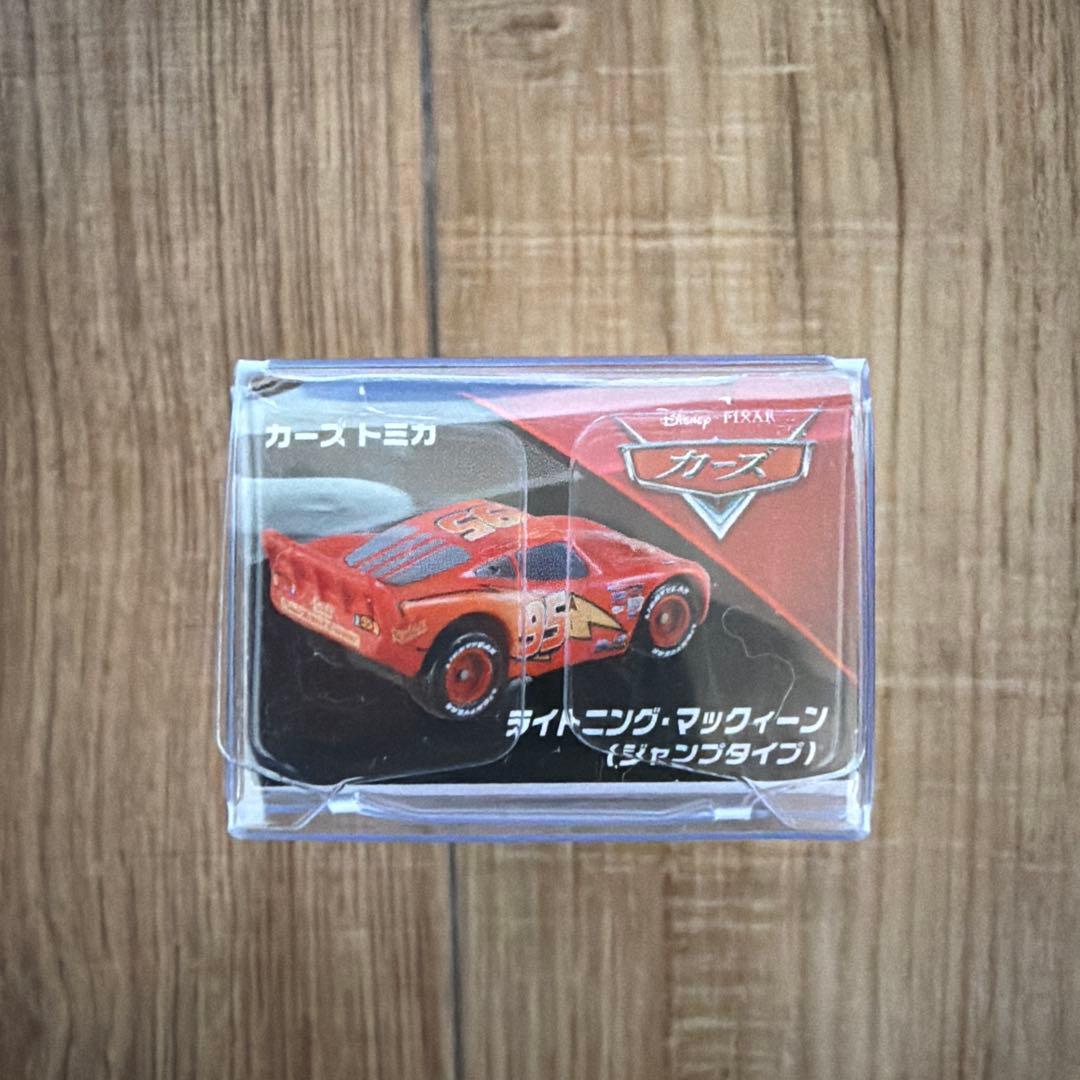 カーズ トミカ
Disney PIXAR
カーズ
95
95
ライトニング・マックィーン
(ジャンプタイプ)